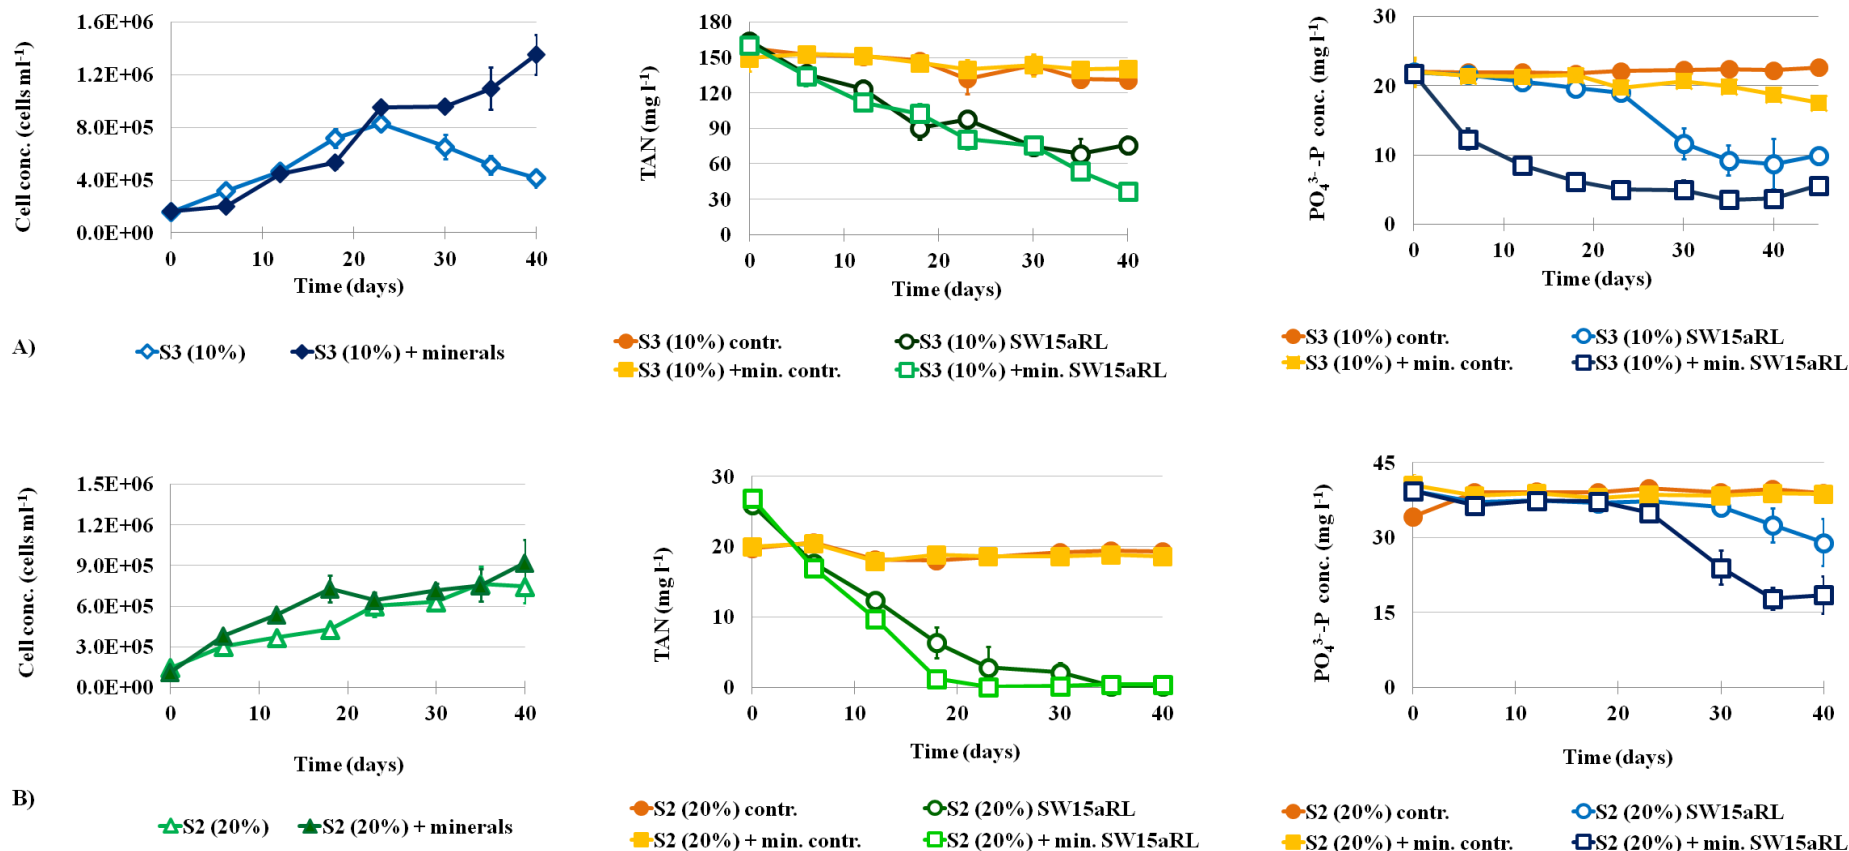 Cell conc. (cells ml-1)
1.6E+06
1.2E+06
8.0E+05
4.0E+05
0.0E+00
0 10 20 30 40
Time (days)
TAN (mg l-1)
180
150
120
90
60
30
0
0 10 20 30 40
Time (days)
PO43- -P conc. (mg l-1)
30
20
10
0
0 10 20 30 40
Time (days)
A)
S3 (10%) S3 (10%) + minerals
S3 (10%) contr. S3 (10%) SW15aRL
S3 (10%) +min. contr. S3 (10%) +min. SW15aRL
S3 (10%) contr. S3 (10%) SW15aRL
S3 (10%) + min. contr. S3 (10%) + min. SW15aRL
Cell conc. (cells ml-1)
1.5E+06
1.2E+06
9.0E+05
6.0E+05
3.0E+05
0.0E+00
0 10 20 30 40
Time (days)
TAN (mg l-1)
30
20
10
0
0 10 20 30 40
Time (days)
PO43--P conc. (mg l-1)
45
30
15
0
0 10 20 30 40
Time (days)
B)
S2 (20%) S2 (20%) + minerals
S2 (20%) contr. S2 (20%) SW15aRL
S2 (20%) + min. contr. S2 (20%) + min. SW15aRL
S2 (20%) contr. S2 (20%) SW15aRL
S2 (20%) + min. contr. S2 (20%) + min. SW15aRL